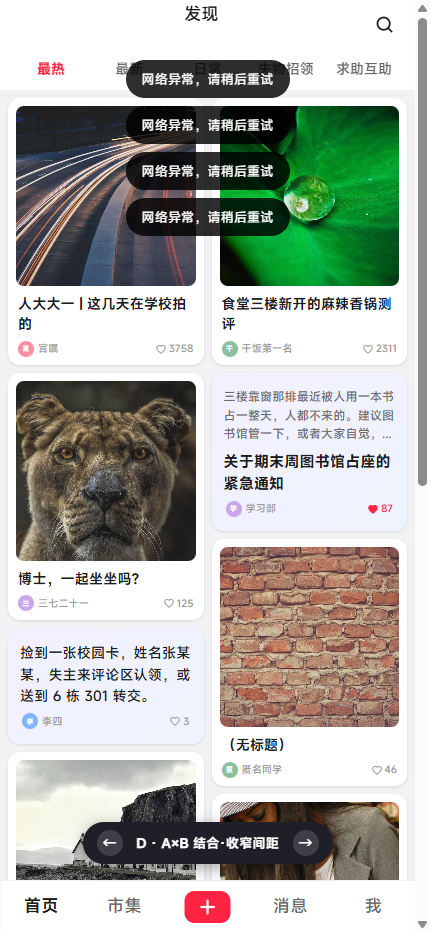 发现
最热
最新
日常
失物招领
求助互助
网络异常，请稍后重试
网络异常，请稍后重试
网络异常，请稍后重试
网络异常，请稍后重试
人大大一 | 这几天在学校拍
的
宫
宫瞩
3758
食堂三楼新开的麻辣香锅测
评
干
干饭第一名
2311
三楼靠窗那排最近被人用一本书
占一整天，人都不来的。建议图
书馆管一下，或者大家自觉，...
关于期末周图书馆占座的
紧急通知
学
学习部
87
博士，一起坐坐吗？
三
三七二十一
125
捡到一张校园卡，姓名张某
某，失主来评论区认领，或
送到 6 栋 301 转交。
李四
3
（无标题）
匿
匿名同学
46
← D · A×B 结合·收窄间距 →
首页
市集
+
消息
我